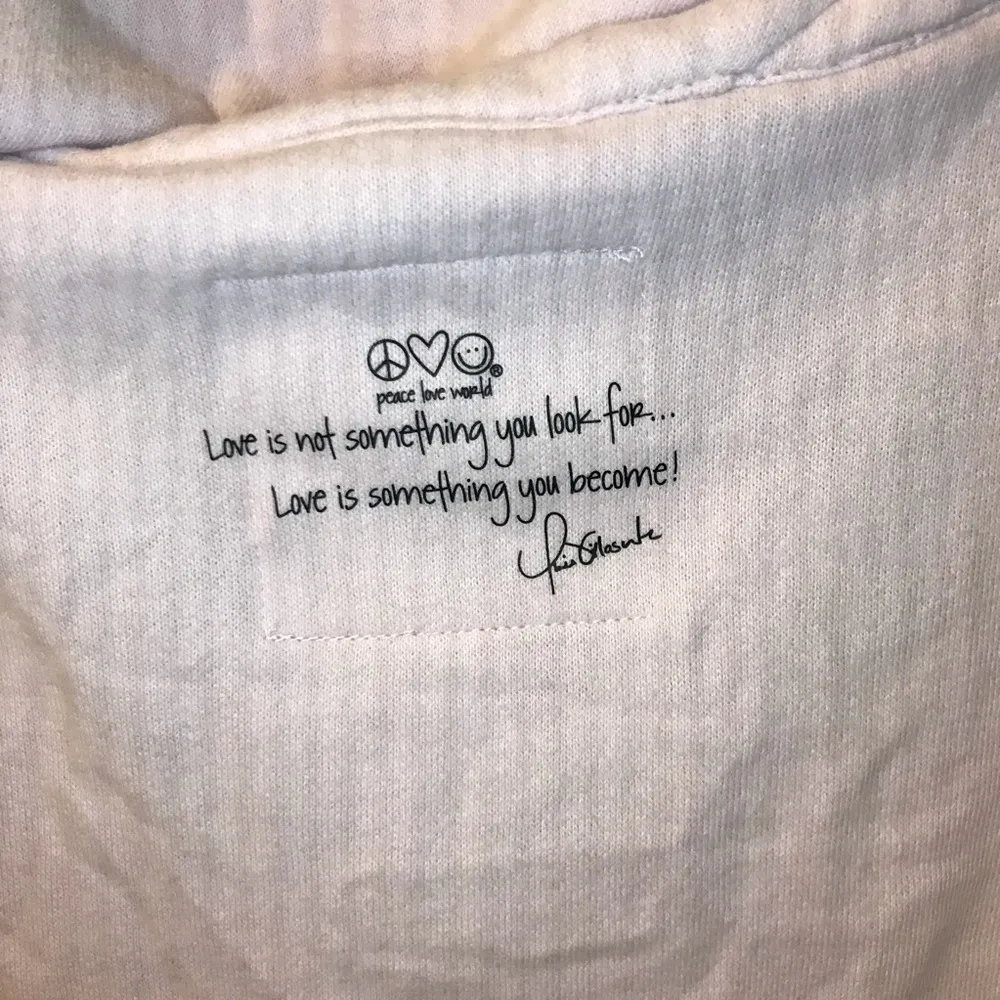 ®
peace love world
Love is not something you look for...
Love is something you become!